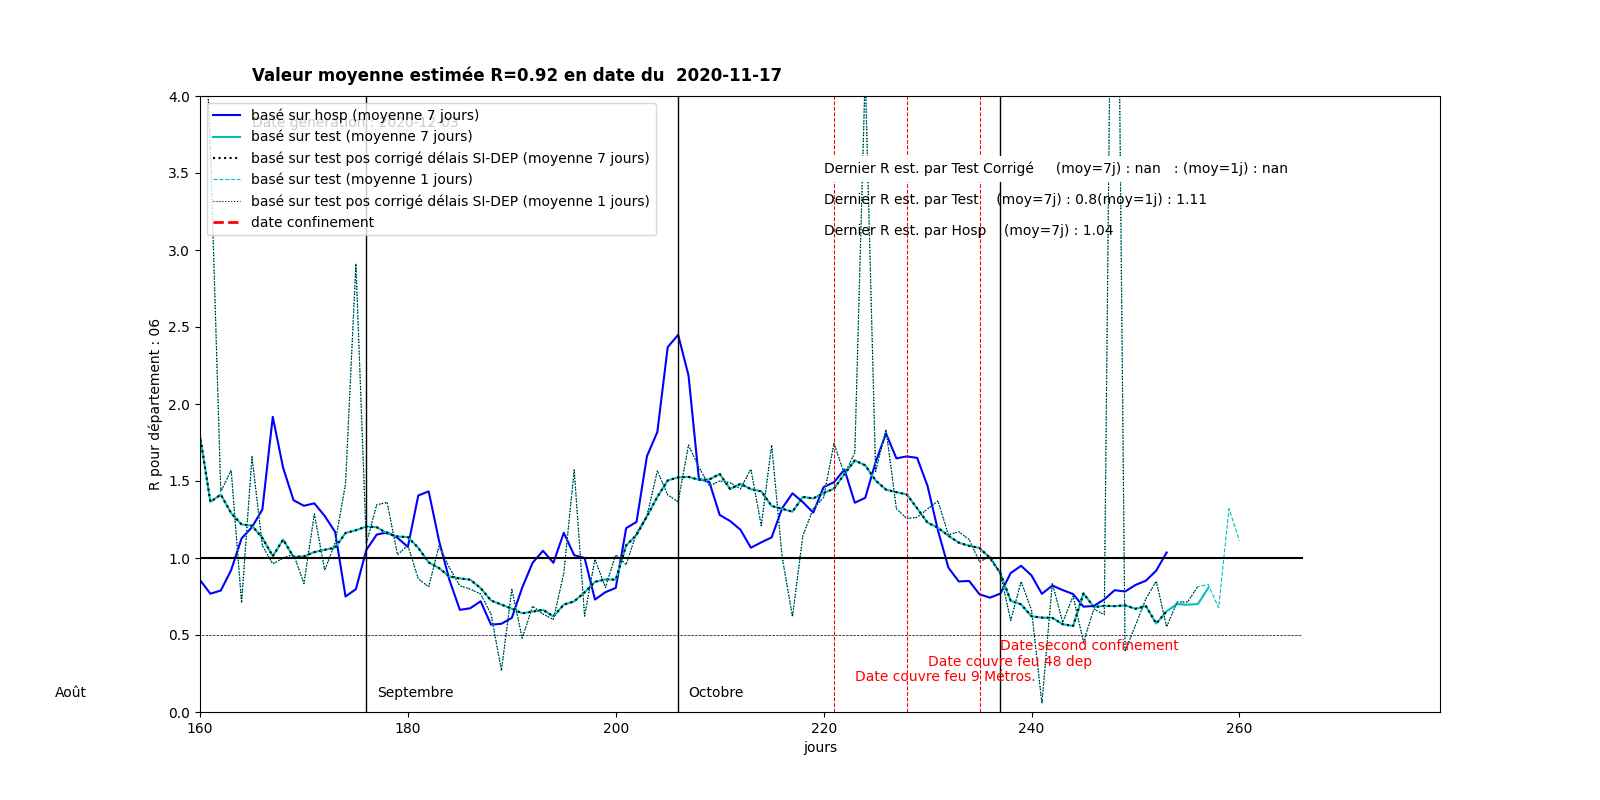 Valeur moyenne estimée R=0.92 en date du  2020-11-17
Date génération : 2020-12-03
basé sur hosp (moyenne 7 jours)
basé sur test (moyenne 7 jours)
basé sur test pos corrigé délais SI-DEP (moyenne 7 jours)
basé sur test (moyenne 1 jours)
basé sur test pos corrigé délais SI-DEP (moyenne 1 jours)
date confinement
Dernier R est. par Test Corrigé     (moy=7j) : nan   : (moy=1j) : nan
Dernier R est. par Test    (moy=7j) : 0.8(moy=1j) : 1.11
Dernier R est. par Hosp    (moy=7j) : 1.04
R pour département : 06
4.0
3.5
3.0
2.5
2.0
1.5
1.0
0.5
0.0
Date second confinement
Date couvre feu 48 dep
Date couvre feu 9 Métros.
Août
Septembre
Octobre
160
180
200
220
240
260
jours